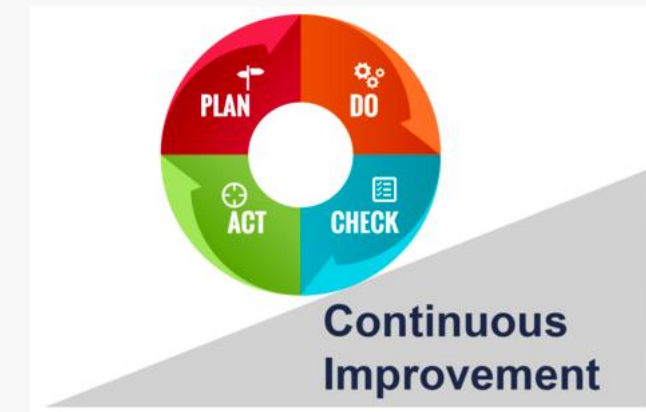 PLAN
DO
ACT
CHECK
Continuous
Improvement